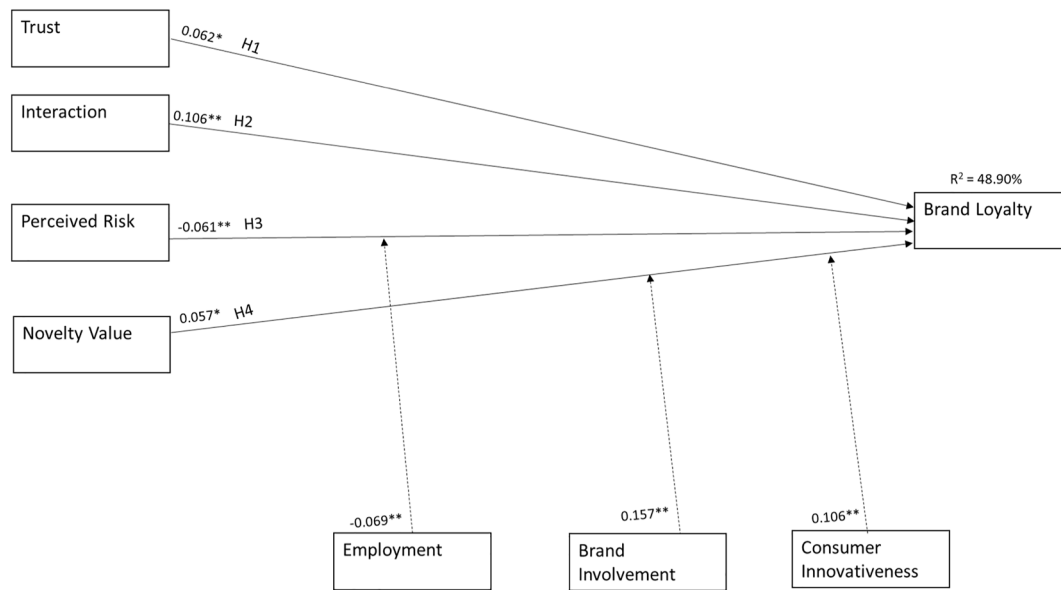 Trust
0.062* H1
Interaction
0.106** H2
R² = 48.90%
Brand Loyalty
Perceived Risk
-0.061** H3
Novelty Value
0.057* H4
-0.069**
0.157**
0.106**
Employment
Brand
Involvement
Consumer
Innovativeness